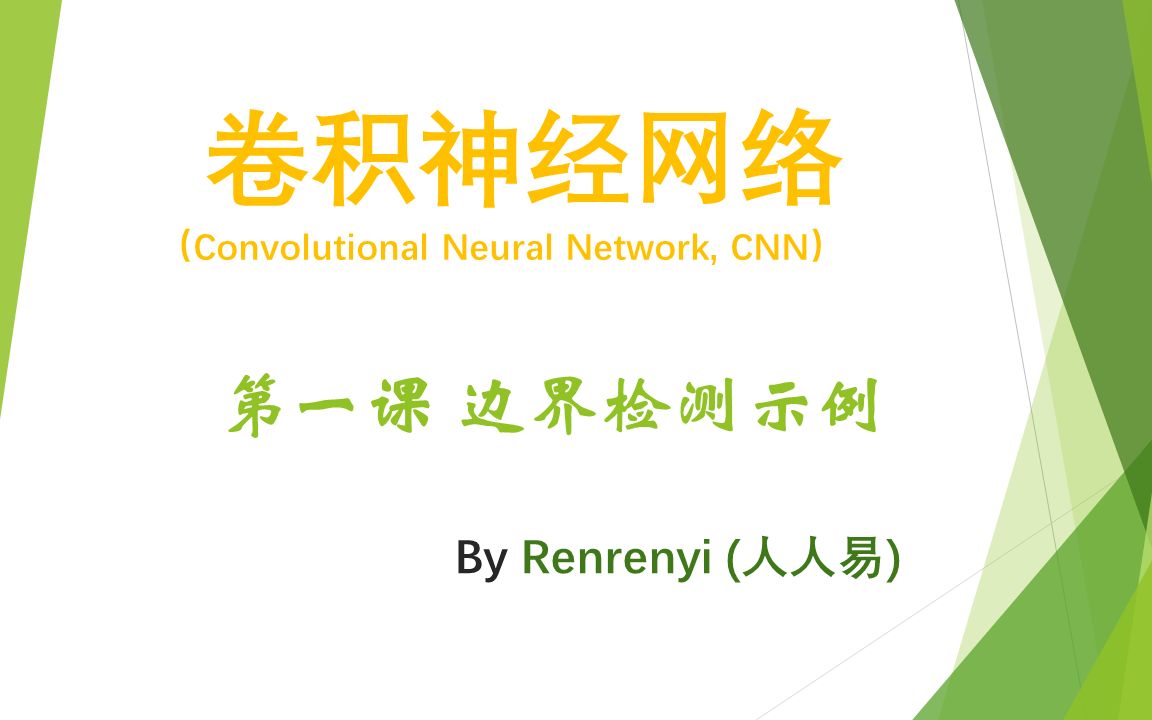 卷积神经网络
（Convolutional Neural Network, CNN）
第一课 边界检测示例
By Renrenyi (人人易)